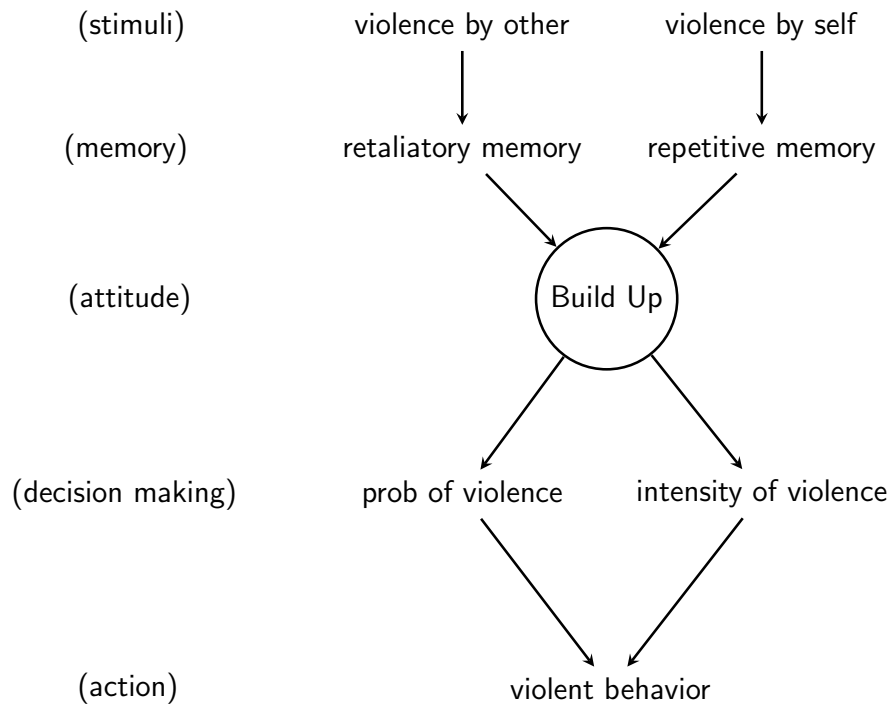 (stimuli) violence by other violence by self
(memory) retaliatory memory repetitive memory
(attitude) Build Up
(decision making) prob of violence intensity of violence
(action) violent behavior